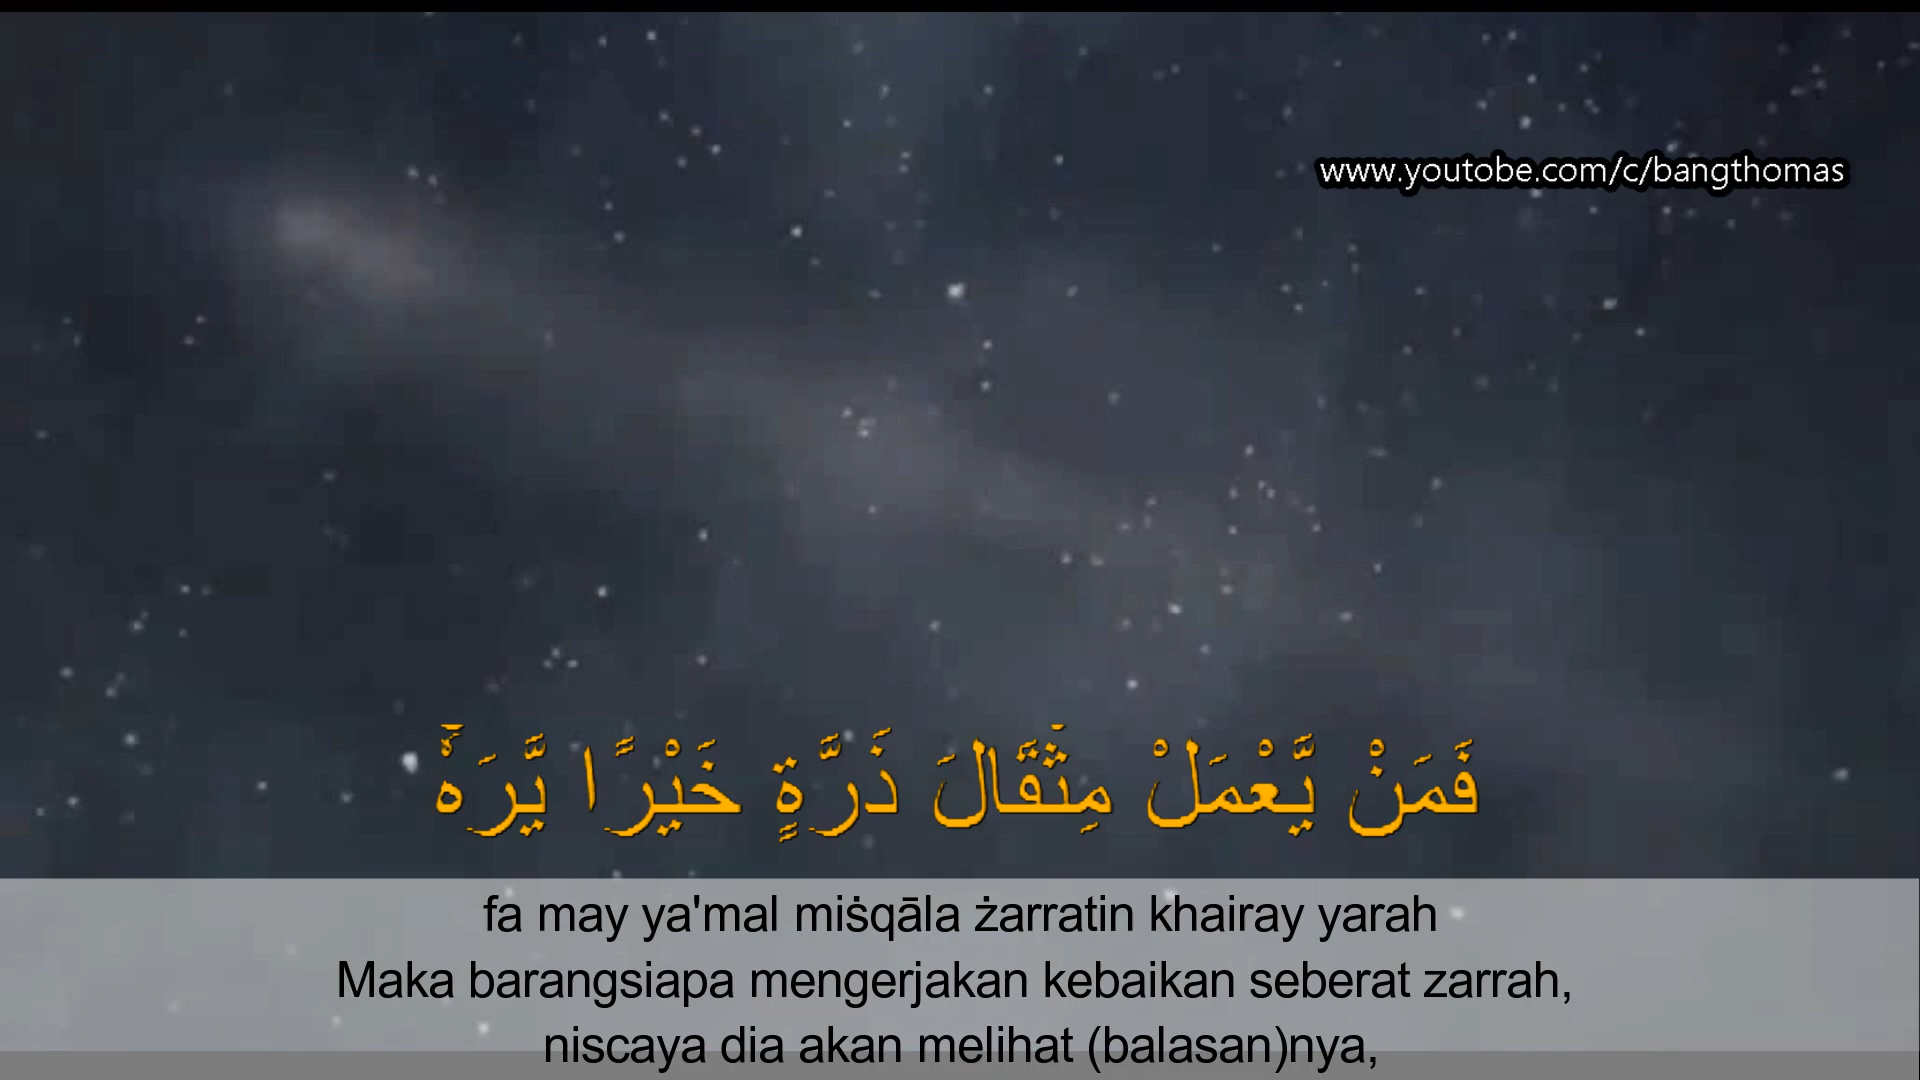 www.youtobe.com/c/bangthomas
فَمَنْ يَّعْمَلْ مِثْقَالَ ذَرَّةٍ خَيْرًا يَّرَهٗۚ
fa may ya'mal miṡqāla żarratin khairay yarah
Maka barangsiapa mengerjakan kebaikan seberat zarrah,
niscaya dia akan melihat (balasan)nya,